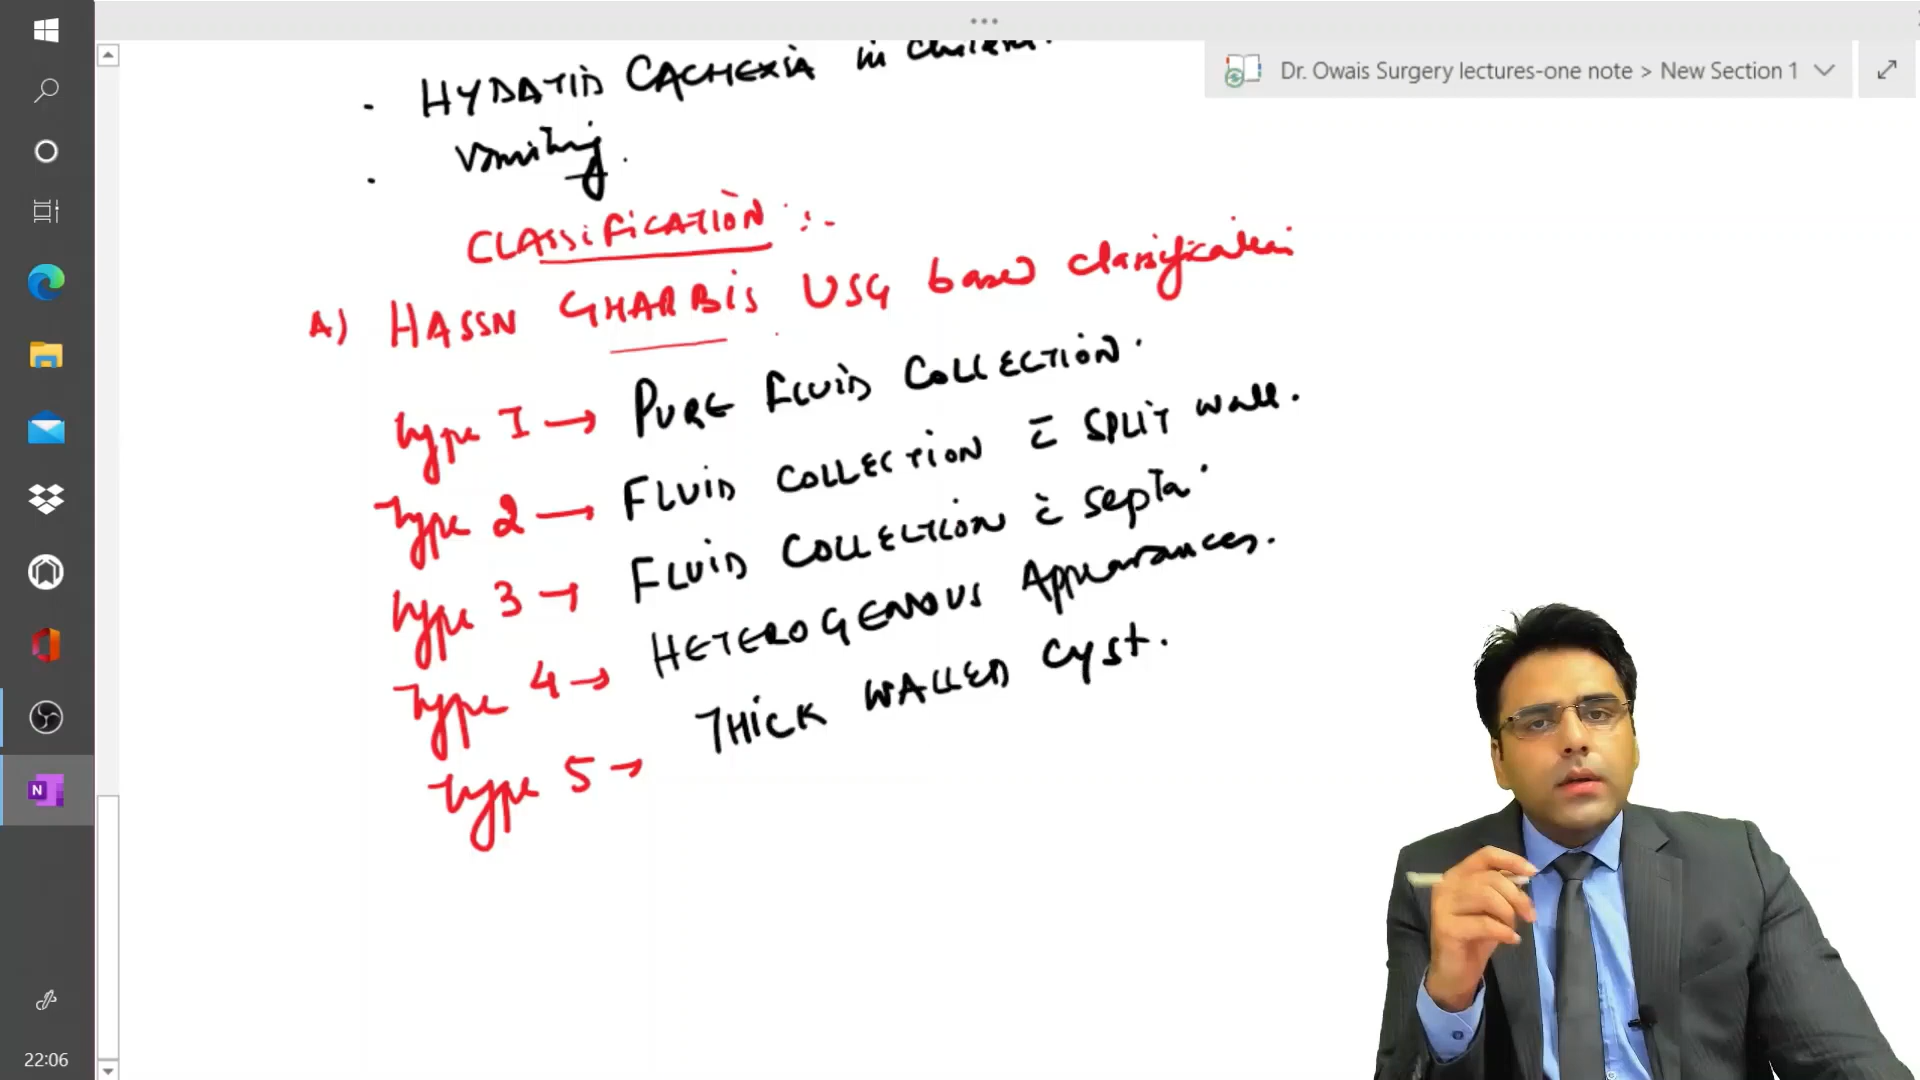 Dr. Owais Surgery lectures-one note > New Section 1
. HYDATID CACHEXIA in
. Vomiting.
CLASSiFiCATION :-
A) HASSN GHARBIS USG based classification
type I → PURE FLUID COLLECTION.
Type 2 → FLUID COLLECTION c̄ SPLIT wall.
type 3 → FLUID COLLECTION c̄ septa.
Type 4 → HETEROGENOUS Appearances.
type 5 → THICK WALLED Cyst.
N
22:06